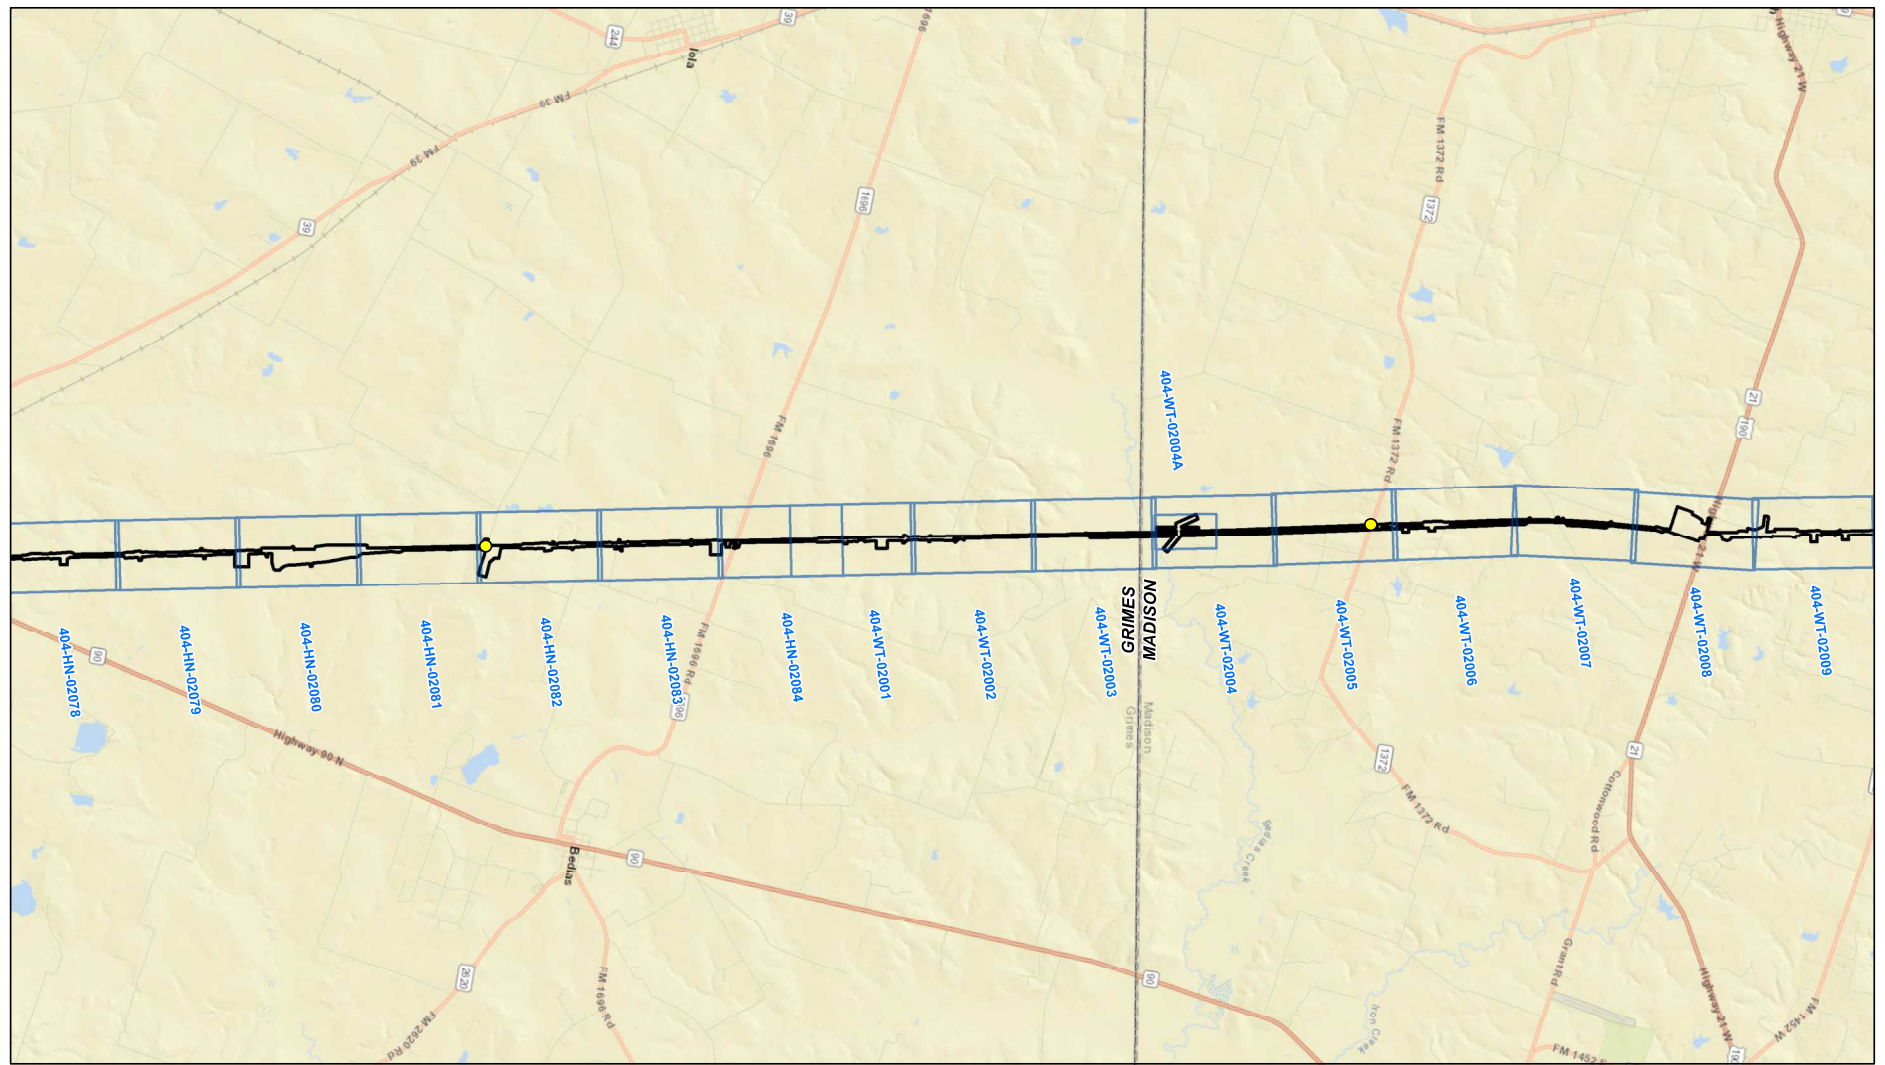 39
244
Iola
1696
Highway 21 W
FM 39
FM 39
39
FM 1372 Rd
1372
1696
404-WT-02004A
FM 1696
FM 1372 Rd
21
190
21 W
GRIMES
MADISON
404-HN-02078
404-HN-02079
404-HN-02080
404-HN-02081
404-HN-02082
404-HN-02083
404-HN-02084
404-WT-02001
404-WT-02002
404-WT-02003
404-WT-02004
404-WT-02005
404-WT-02006
404-WT-02007
404-WT-02008
404-WT-02009
FM 1696 Rd
90
Madison
Grimes
Highway 90 N
1372
21
FM 1372 Rd
Cottonwood Rd
Bedias
90
Bedias Creek
2620
FM 1696 Rd
FM 2620 Rd
90
Grant Rd
Iron Creek
Highway 21 W
FM 1452 W
FM 1452